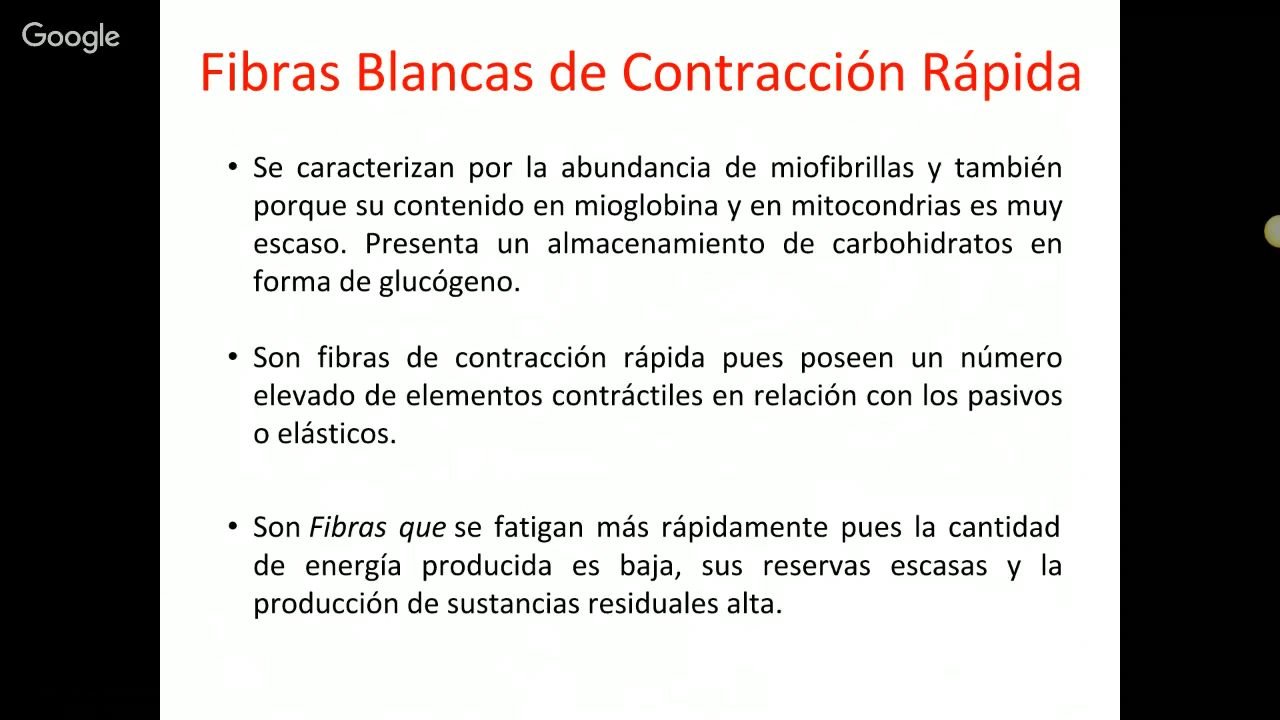 Google
Fibras Blancas de Contracción Rápida
• Se caracterizan por la abundancia de miofibrillas y también
porque su contenido en mioglobina y en mitocondrias es muy
escaso. Presenta un almacenamiento de carbohidratos en
forma de glucógeno.
• Son fibras de contracción rápida pues poseen un número
elevado de elementos contráctiles en relación con los pasivos
o elásticos.
• Son Fibras que se fatigan más rápidamente pues la cantidad
de energía producida es baja, sus reservas escasas y la
producción de sustancias residuales alta.